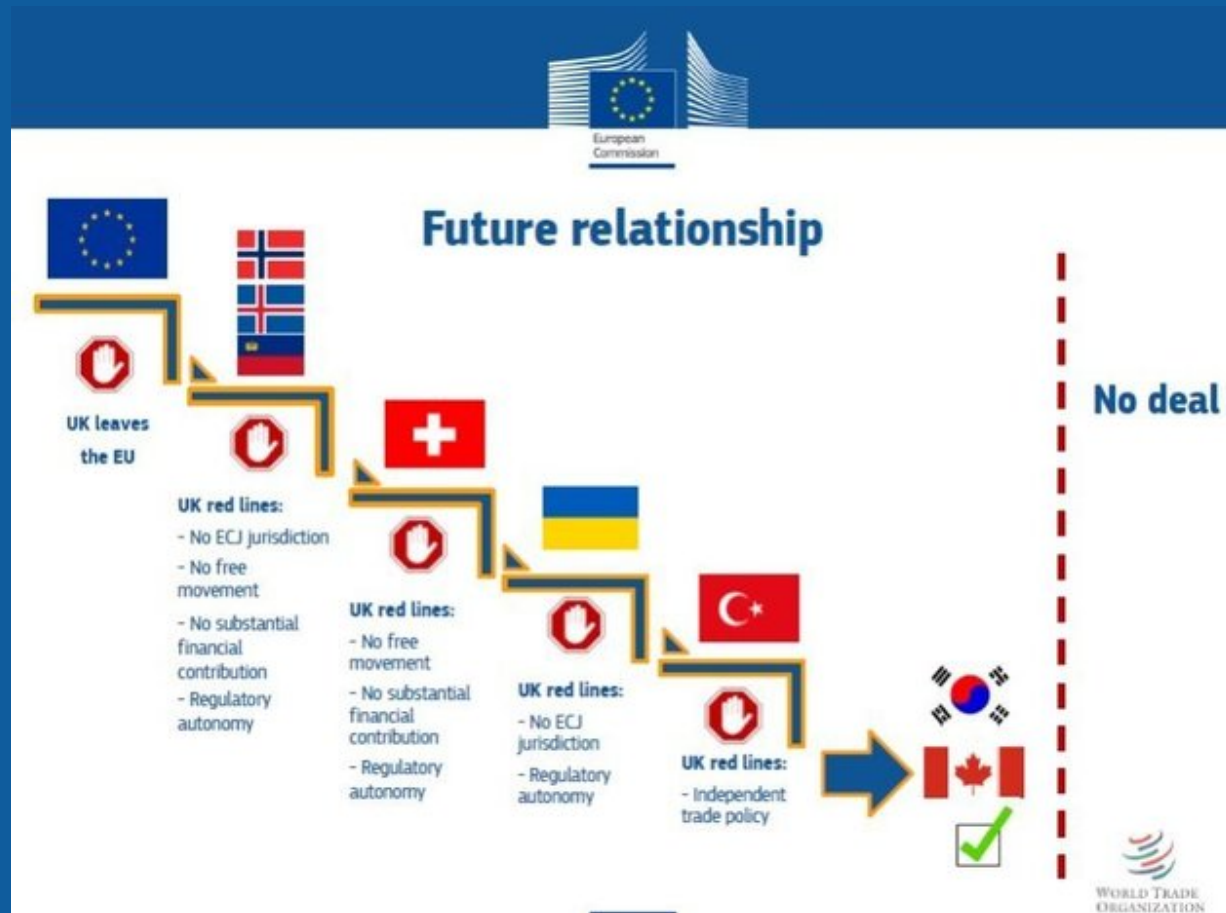 European
Commission
Future relationship
UK leaves
the EU
UK red lines:
- No ECJ jurisdiction
- No free
movement
- No substantial
financial
contribution
- Regulatory
autonomy
UK red lines:
- No free
movement
- No substantial
financial
contribution
- Regulatory
autonomy
UK red lines:
- No ECJ
jurisdiction
- Regulatory
autonomy
UK red lines:
- Independent
trade policy
No deal
WORLD TRADE
ORGANIZATION